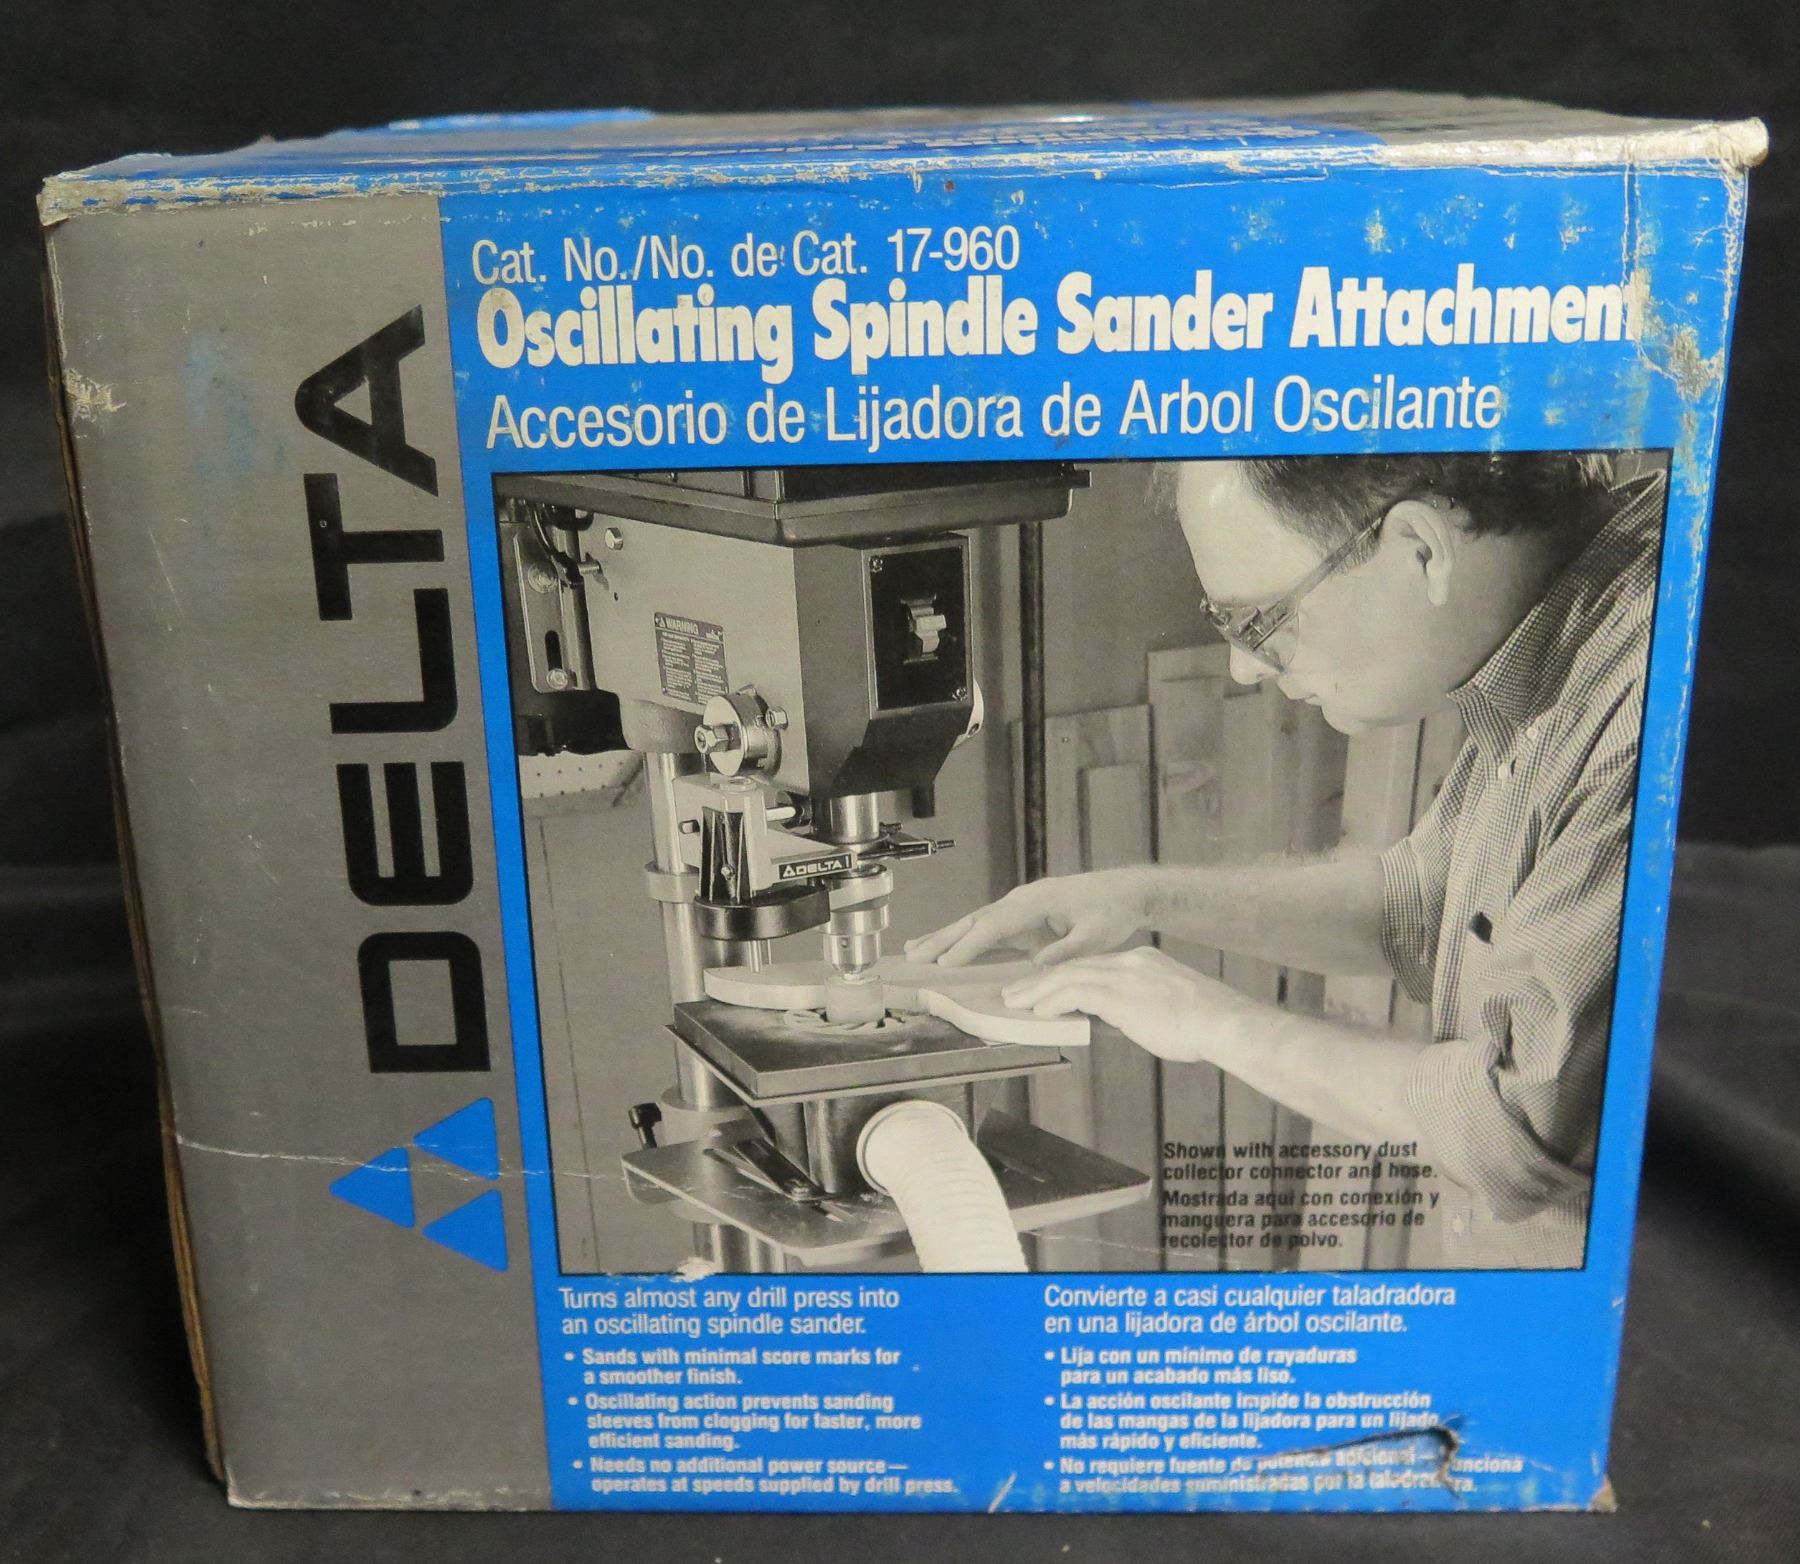 DELTA
Cat. No./No. de Cat. 17-960
Oscillating Spindle Sander Attachment
Accesorio de Lijadora de Arbol Oscilante
WARNING
DELTA
Shown with accessory dust
collector connector and hose.
Mostrada aqui con conexión y
manguera para accesorio de
recolector de polvo.
Turns almost any drill press into
an oscillating spindle sander.
• Sands with minimal score marks for
a smoother finish.
• Oscillating action prevents sanding
sleeves from clogging for faster, more
efficient sanding.
• Needs no additional power source—
operates at speeds supplied by drill press.
Convierte a casi cualquier taladradora
en una lijadora de árbol oscilante.
• Lija con un mínimo de rayaduras
para un acabado más liso.
• La acción oscilante impide la obstrucción
de las mangas de la lijadora para un lijado
más rápido y eficiente.
• No requiere fuente de potencia adicional—
a velocidades suministradas por la